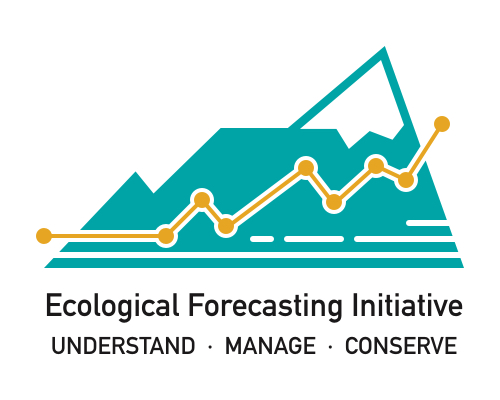 Ecological Forecasting Initiative
UNDERSTAND · MANAGE · CONSERVE